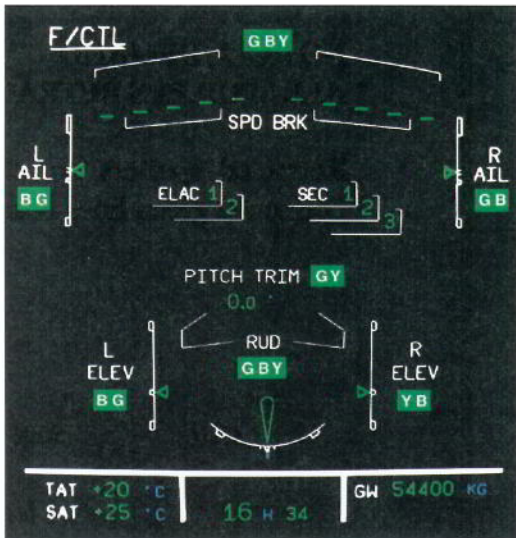 F/CTL
GBY
SPD BRK
L
AIL
BG
R
AIL
GB
ELAC 1
2
SEC 1
2
3
PITCH TRIM GY
0.0 °
L
ELEV
BG
RUD
GBY
R
ELEV
YB
TAT +20 °C
SAT +25 °C
16 H 34
GW 54400 KG